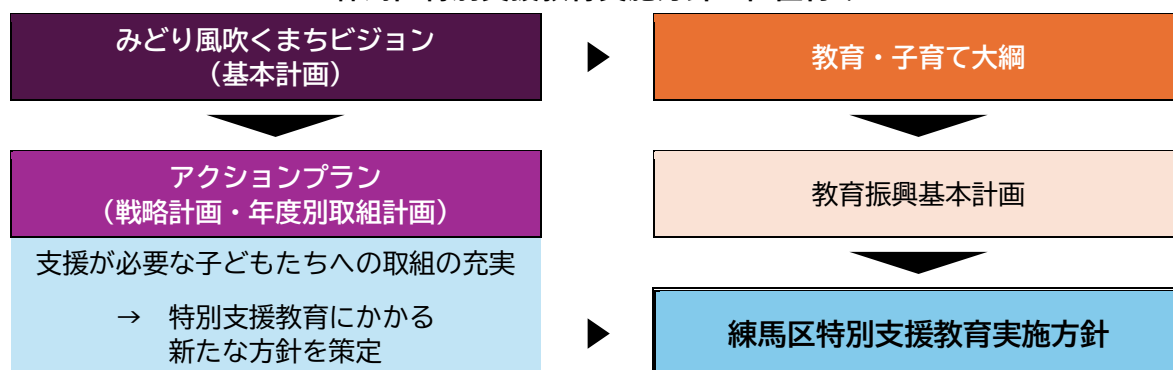 みどり風吹くまちビジョン
（基本計画）
▶
教育・子育て大綱
アクションプラン
（戦略計画・年度別取組計画）
教育振興基本計画
支援が必要な子どもたちへの取組の充実
→　特別支援教育にかかる
新たな方針を策定
▶
練馬区特別支援教育実施方針